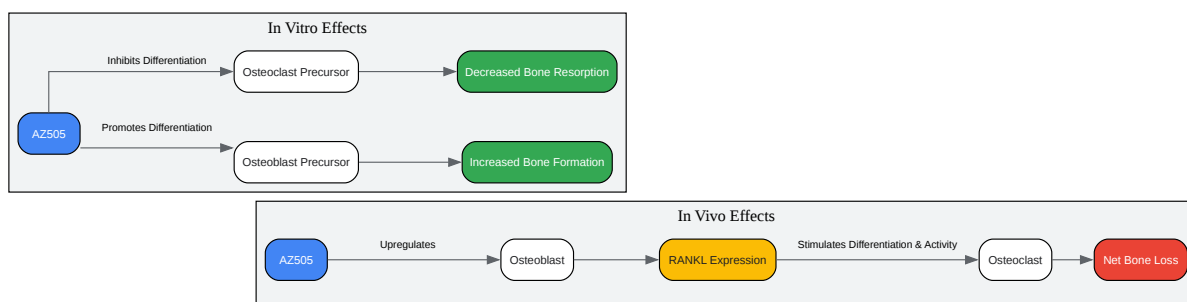 In Vitro Effects
Inhibits Differentiation
Osteoclast Precursor
Decreased Bone Resorption
AZ505
Promotes Differentiation
Osteoblast Precursor
Increased Bone Formation
In Vivo Effects
AZ505
Upregulates
Osteoblast
RANKL Expression
Stimulates Differentiation & Activity
Osteoclast
Net Bone Loss